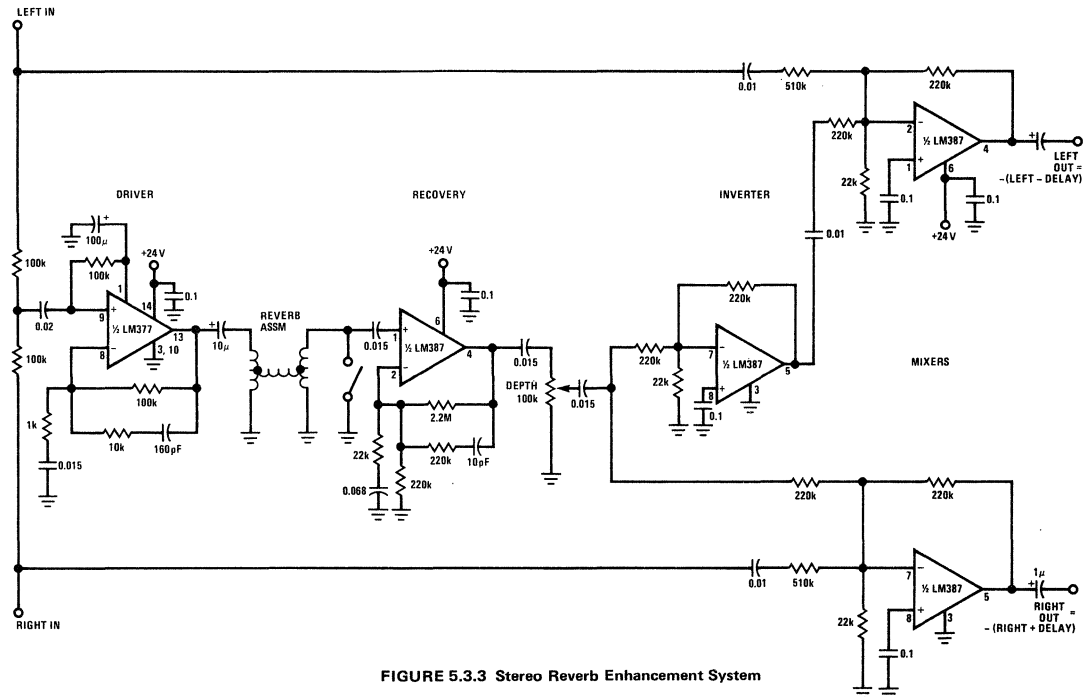 LEFT IN
0.01
510k
220k
220k
2
−
½ LM387
4
+
1
6
22k
0.1
0.1
+24 V
+
LEFT
OUT =
−(LEFT − DELAY)
DRIVER
RECOVERY
INVERTER
MIXERS
100k
100µ
+
100k
1
+24 V
0.1
0.02
9
+
14
½ LM377
13
8
−
3, 10
100k
100k
1k
10k
160pF
0.015
+
10µ
REVERB
ASSM
+24 V
0.1
0.015
1
+
6
½ LM387
4
−
2
2.2M
22k
220k
10pF
0.068
220k
0.015
DEPTH
100k
0.015
220k
220k
22k
−
7
½ LM387
5
+
8
3
0.1
0.01
220k
220k
0.01
510k
7
−
½ LM387
5
+
8
3
22k
0.1
1µ
+
RIGHT
OUT =
−(RIGHT + DELAY)
RIGHT IN
FIGURE 5.3.3 Stereo Reverb Enhancement System